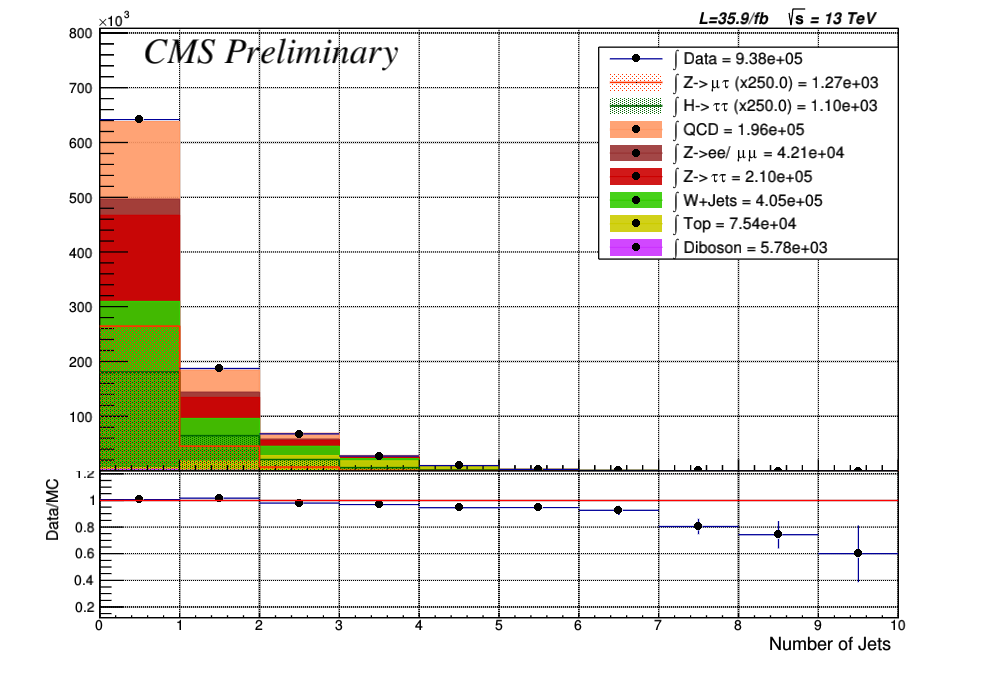 ×10³
L=35.9/fb √s = 13 TeV
CMS Preliminary
800
700
600
500
400
300
200
100
∫ Data = 9.38e+05
∫ Z-> μτ (x250.0) = 1.27e+03
∫ H-> ττ (x250.0) = 1.10e+03
∫ QCD = 1.96e+05
∫ Z->ee/ μμ = 4.21e+04
∫ Z-> ττ = 2.10e+05
∫ W+Jets = 4.05e+05
∫ Top = 7.54e+04
∫ Diboson = 5.78e+03
Data/MC
1.2
1
0.8
0.6
0.4
0.2
0 1 2 3 4 5 6 7 8 9 10
Number of Jets